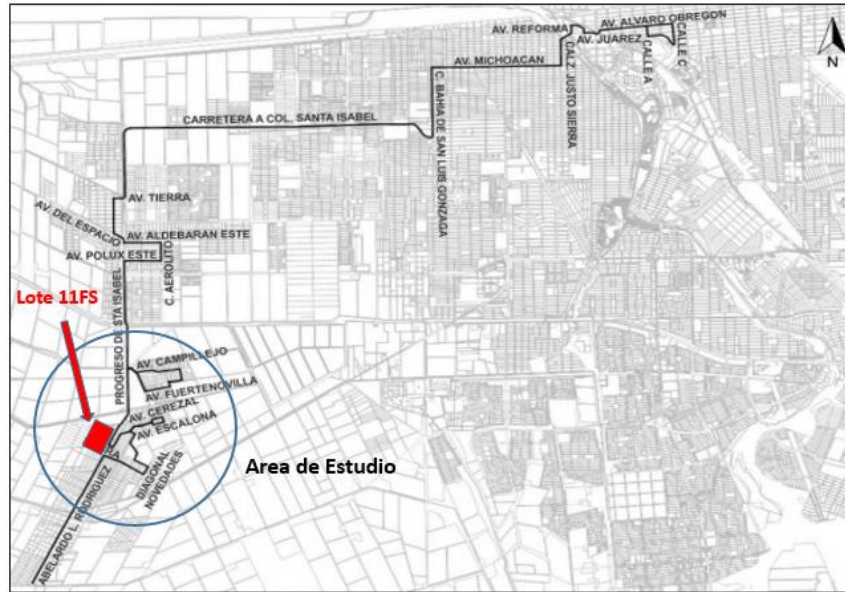 AV. REFORMA
AV. ALVARO OBREGON
AV. JUAREZ
CALLE A
CALLE C
N
AV. MICHOACAN
CALZ. JUSTO SIERRA
C. BAHIA DE SAN LUIS GONZAGA
CARRETERA A COL. SANTA ISABEL
AV. TIERRA
AV. DEL ESPACIO
AV. ALDEBARAN ESTE
AV. POLUX ESTE
C. AEROLITO
Lote 11FS
PROGRESO DE STA ISABEL
AV. CAMPILLEJO
AV. FUERTENOVILLA
AV. CEREZAL
AV. ESCALONA
DIAGONAL
NOVEDADES
Area de Estudio
ABELARDO L. RODRIGUEZ